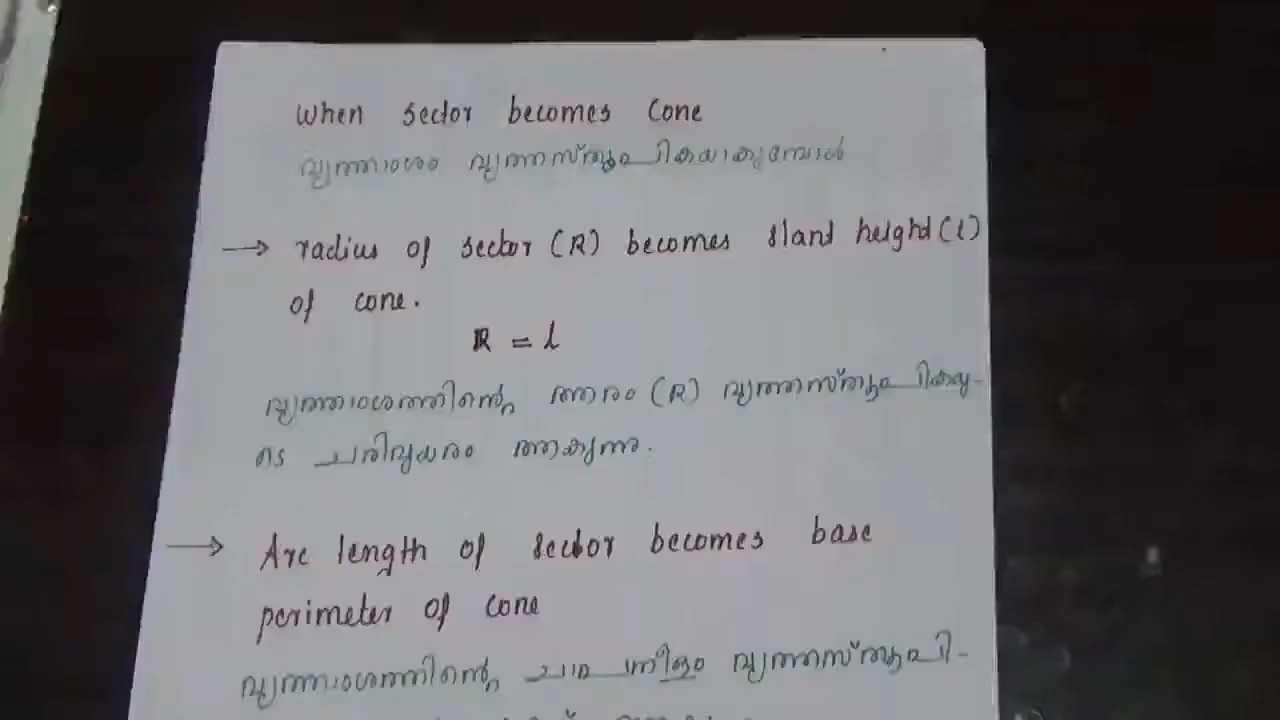 When sector becomes Cone
വൃത്താംശം വൃത്തസ്തൂപികയാകുമ്പോൾ
→ radius of sector (R) becomes slant height (l)
of cone.
R = l
വൃത്താംശത്തിന്റെ ആരം (R) വൃത്തസ്തൂപികയു-
ടെ ചരിവുയരം ആകുന്നു.
→ Arc length of sector becomes base
perimeter of cone
വൃത്താംശത്തിന്റെ ചാപനീളം വൃത്തസ്തൂപി-